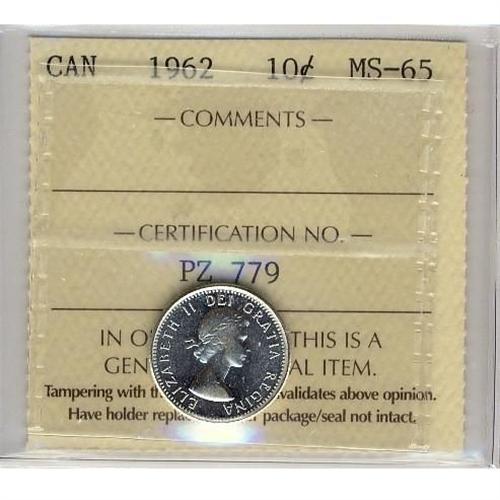 CAN 1962 10¢ MS-65
— COMMENTS —
— CERTIFICATION NO. —
PZ 779
ELIZABETH II DEI GRATIA REGINA
IN THIS IS A
GEN AL ITEM.
Tampering with validates above opinion.
Have holder package/seal not intact.